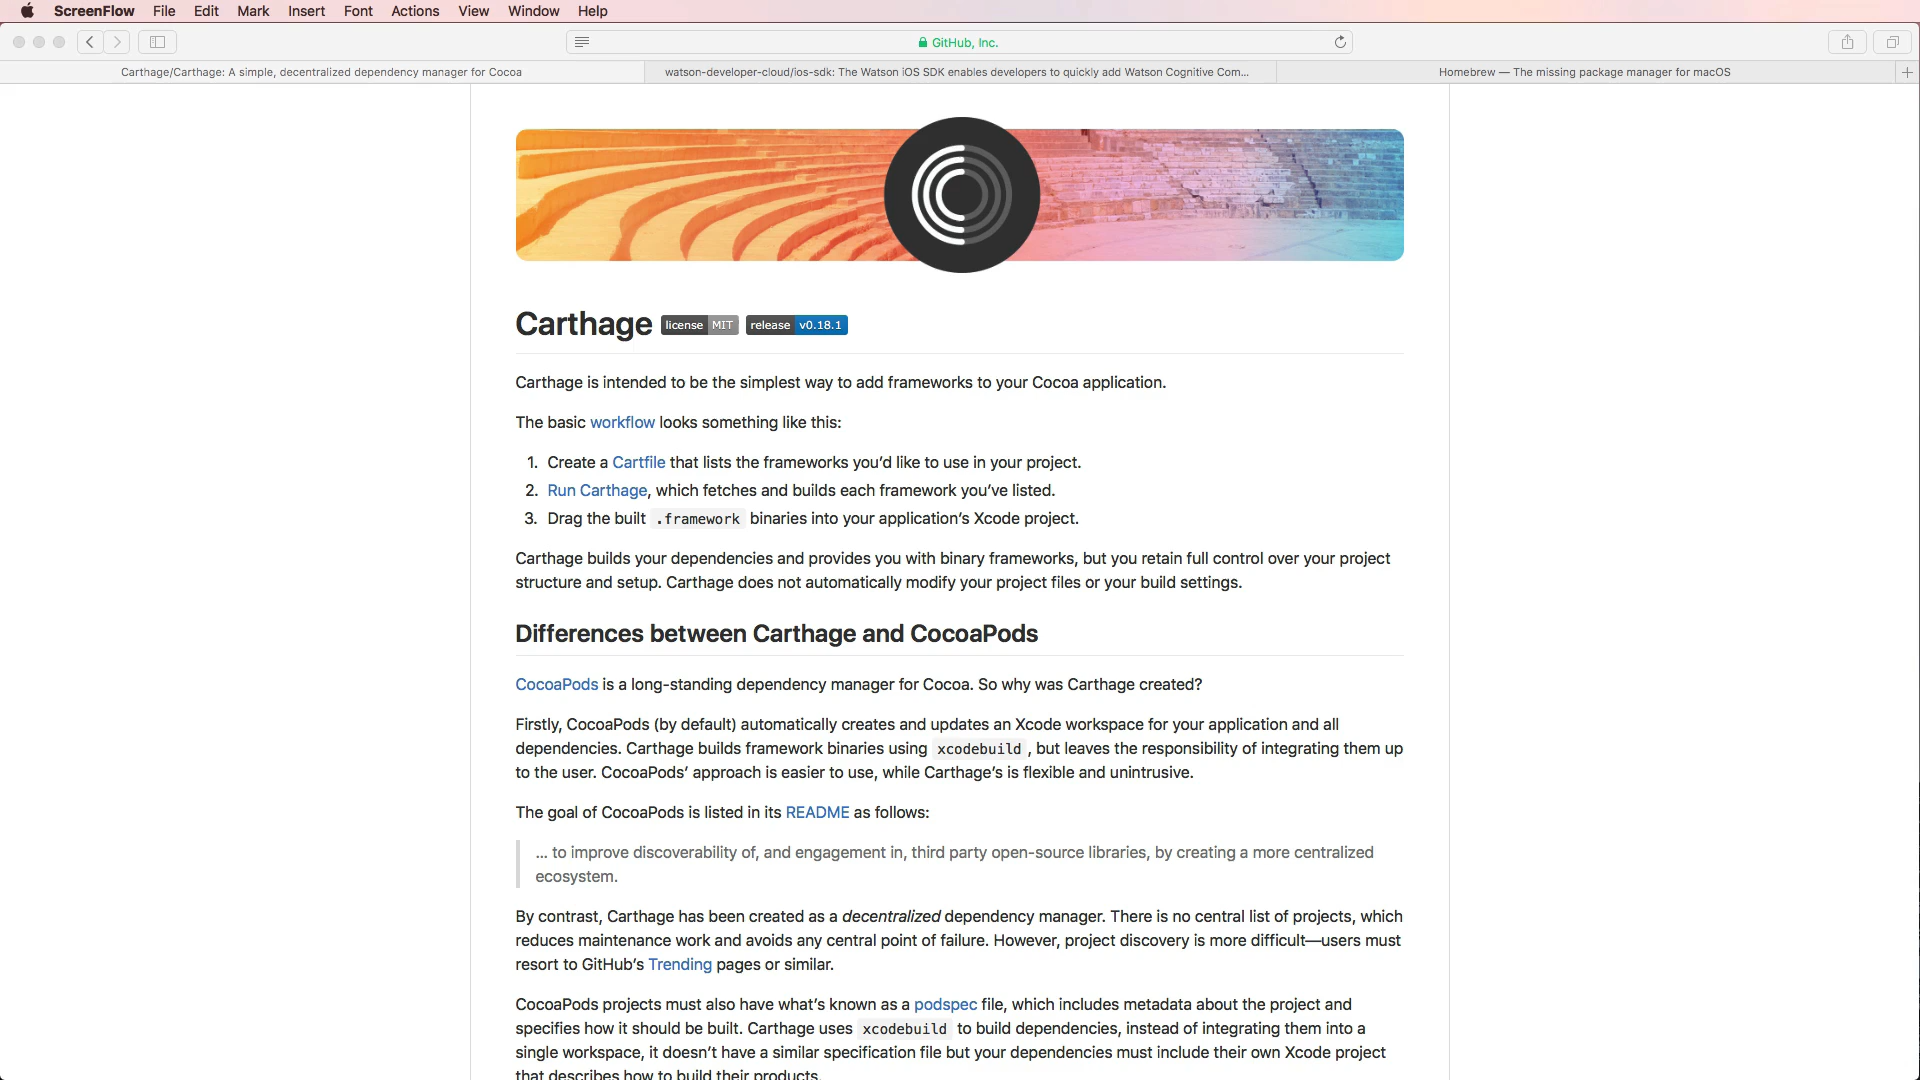 ScreenFlow File Edit Mark Insert Font Actions View Window Help
GitHub, Inc.
Carthage/Carthage: A simple, decentralized dependency manager for Cocoa
watson-developer-cloud/ios-sdk: The Watson iOS SDK enables developers to quickly add Watson Cognitive Com...
Homebrew — The missing package manager for macOS
Carthage license MIT release v0.18.1
Carthage is intended to be the simplest way to add frameworks to your Cocoa application.
The basic workflow looks something like this:
1. Create a Cartfile that lists the frameworks you’d like to use in your project.
2. Run Carthage, which fetches and builds each framework you’ve listed.
3. Drag the built .framework binaries into your application’s Xcode project.
Carthage builds your dependencies and provides you with binary frameworks, but you retain full control over your project
structure and setup. Carthage does not automatically modify your project files or your build settings.
Differences between Carthage and CocoaPods
CocoaPods is a long-standing dependency manager for Cocoa. So why was Carthage created?
Firstly, CocoaPods (by default) automatically creates and updates an Xcode workspace for your application and all
dependencies. Carthage builds framework binaries using xcodebuild, but leaves the responsibility of integrating them up
to the user. CocoaPods’ approach is easier to use, while Carthage’s is flexible and unintrusive.
The goal of CocoaPods is listed in its README as follows:
... to improve discoverability of, and engagement in, third party open-source libraries, by creating a more centralized
ecosystem.
By contrast, Carthage has been created as a decentralized dependency manager. There is no central list of projects, which
reduces maintenance work and avoids any central point of failure. However, project discovery is more difficult—users must
resort to GitHub’s Trending pages or similar.
CocoaPods projects must also have what’s known as a podspec file, which includes metadata about the project and
specifies how it should be built. Carthage uses xcodebuild to build dependencies, instead of integrating them into a
single workspace, it doesn’t have a similar specification file but your dependencies must include their own Xcode project
that describes how to build their products.